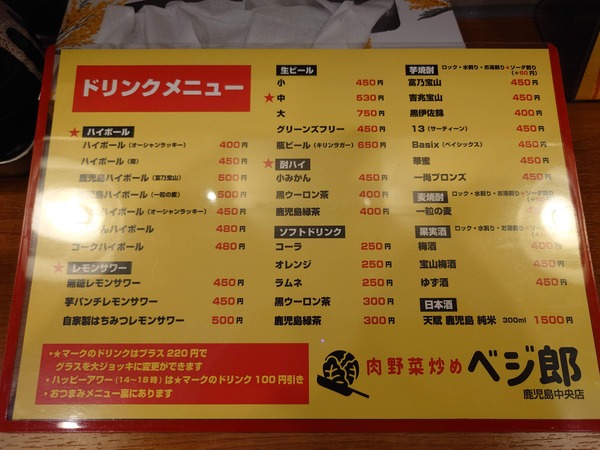 ドリンクメニュー
★ハイボール
ハイボール（オーシャンラッキー） 400円
ハイボール（陸） 450円
鹿児島ハイボール（富乃宝山） 500円
島ハイボール（一粒の麦） 500円
ハイボール（オーシャンラッキー） 450円
んハイボール 480円
コークハイボール 480円
★レモンサワー
無糖レモンサワー 450円
芋パンチレモンサワー 450円
自家製はちみつレモンサワー 500円
・★マークのドリンクはプラス220円で
グラスを大ジョッキに変更ができます
・ハッピーアワー（14～18時）は★マークのドリンク100円引き
・おつまみメニュー裏にあります
生ビール
小 450円
★中 530円
大 750円
グリーンズフリー 450円
瓶ビール（キリンラガー） 650円
★酎ハイ
小みかん 450円
黒ウーロン茶 400円
鹿児島緑茶 400円
ソフトドリンク
コーラ 250円
オレンジ 250円
ラムネ 250円
黒ウーロン茶 300円
鹿児島緑茶 300円
芋焼酎 ロック・水割り・お湯割り・ソーダ割り（+50円）
富乃宝山 450円
吉兆宝山 450円
黒伊佐錦 400円
13（サーティーン） 450円
Basix（ベイシックス） 450円
華蜜 450円
一尚ブロンズ 450円
麦焼酎 ロック・水割り・お湯割り・ソーダ割り
一粒の麦 450円
果実酒 ロック・水割り・お湯割り・ソーダ割り
梅酒 400円
宝山梅酒 450円
ゆず酒 450円
日本酒
天賦 鹿児島 純米 300ml 1500円
肉野菜炒め ベジ郎
鹿児島中央店